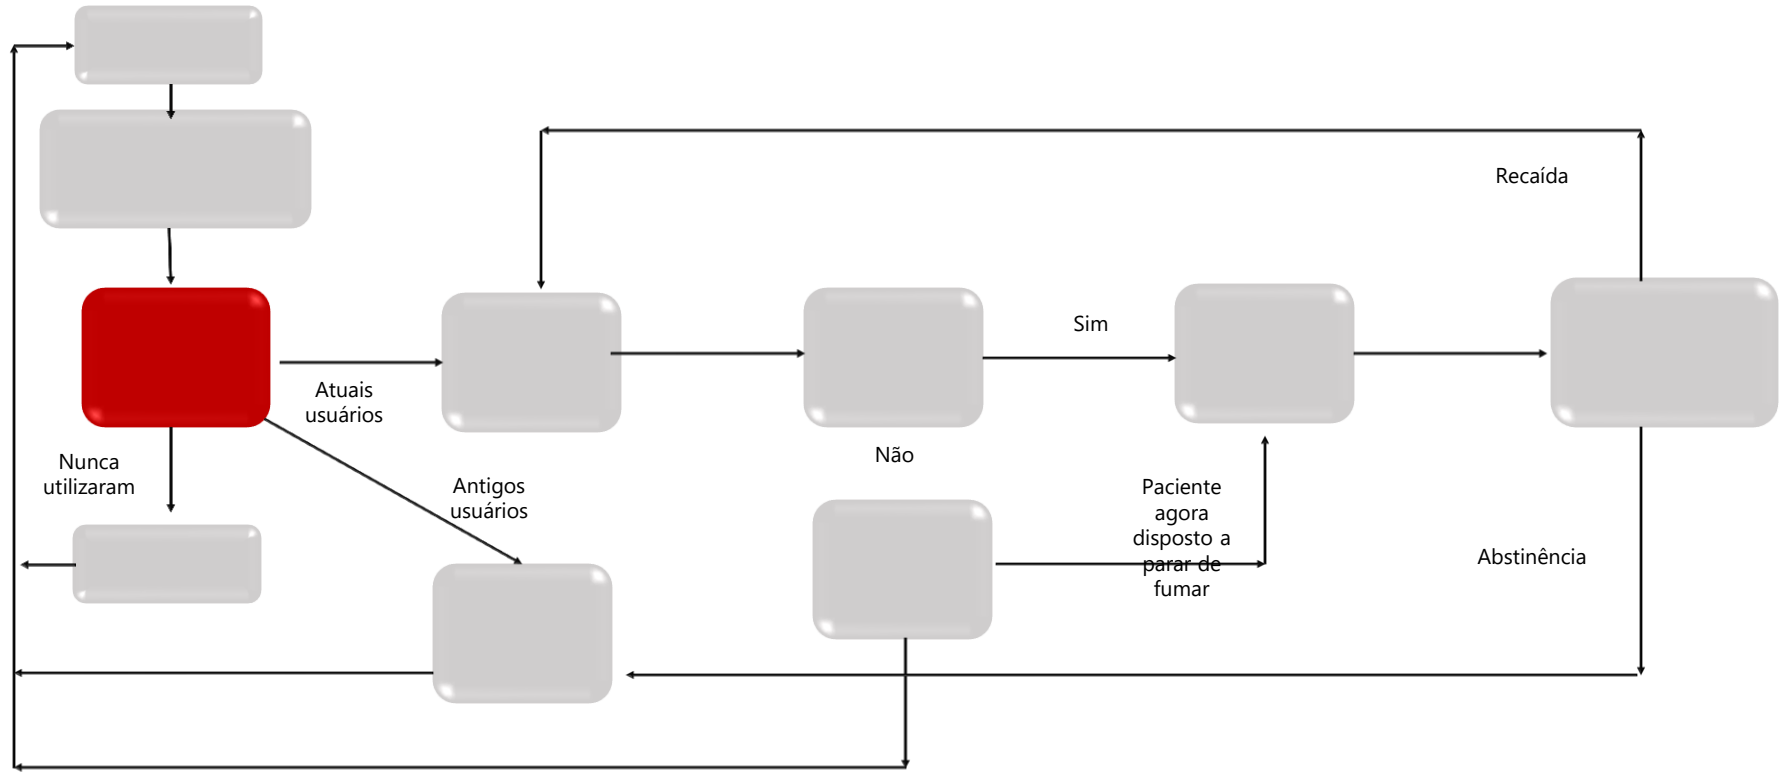 Recaída
Sim
Atuais
usuários
Não
Nunca
utilizaram
Antigos
usuários
Paciente
agora
disposto a
parar de
fumar
Abstinência